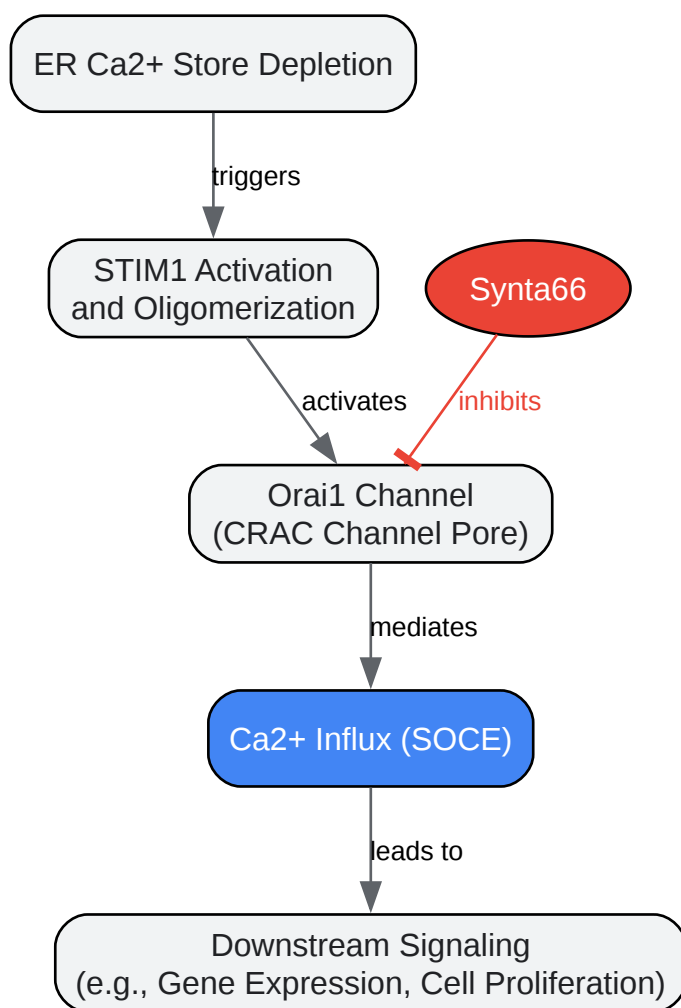 ER Ca2+ Store Depletion
triggers
STIM1 Activation
and Oligomerization
Synta66
activates
inhibits
Orai1 Channel
(CRAC Channel Pore)
mediates
Ca2+ Influx (SOCE)
leads to
Downstream Signaling
(e.g., Gene Expression, Cell Proliferation)